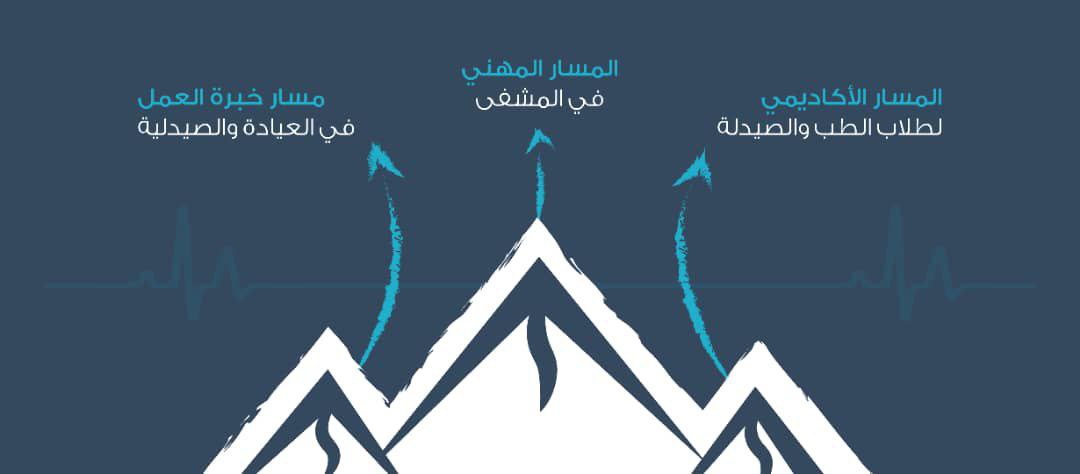 المسار الأكاديمي
لطلاب الطب والصيدلة
المسار المهني
في المشفى
مسار خبرة العمل
في العيادة والصيدلية